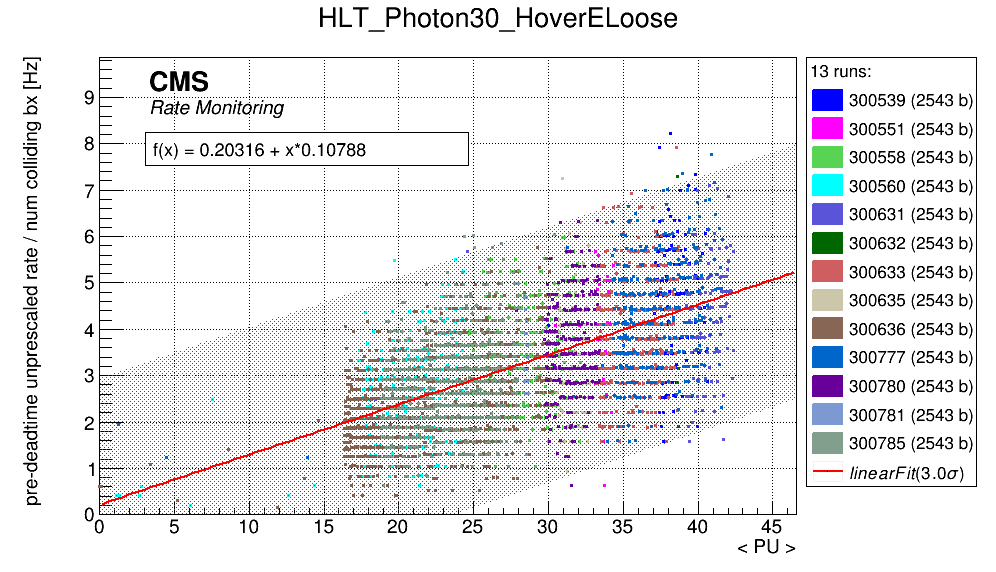 HLT_Photon30_HoverELoose
pre-deadtime unprescaled rate / num colliding bx [Hz]
CMS
Rate Monitoring
f(x) = 0.20316 + x*0.10788
9
8
7
6
5
4
3
2
1
0
0 5 10 15 20 25 30 35 40 45
< PU >
13 runs:
300539 (2543 b)
300551 (2543 b)
300558 (2543 b)
300560 (2543 b)
300631 (2543 b)
300632 (2543 b)
300633 (2543 b)
300635 (2543 b)
300636 (2543 b)
300777 (2543 b)
300780 (2543 b)
300781 (2543 b)
300785 (2543 b)
linearFit(3.0σ)